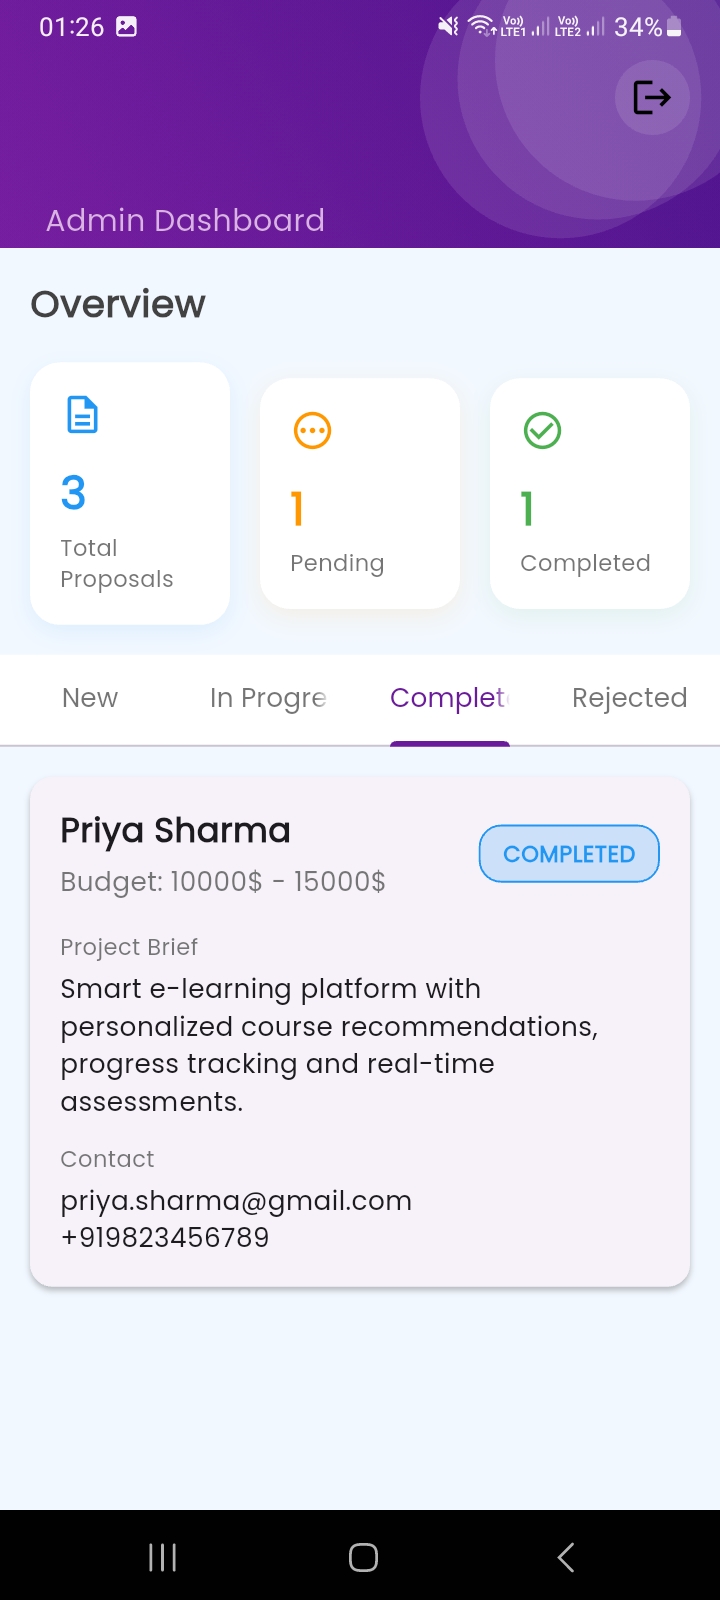 01:26
Vo)) LTE1 Vo)) LTE2 34%
Admin Dashboard
Overview
3
Total
Proposals
1
Pending
1
Completed
New In Progre Complet Rejected
Priya Sharma
COMPLETED
Budget: 10000$ - 15000$
Project Brief
Smart e-learning platform with
personalized course recommendations,
progress tracking and real-time
assessments.
Contact
priya.sharma@gmail.com
+919823456789